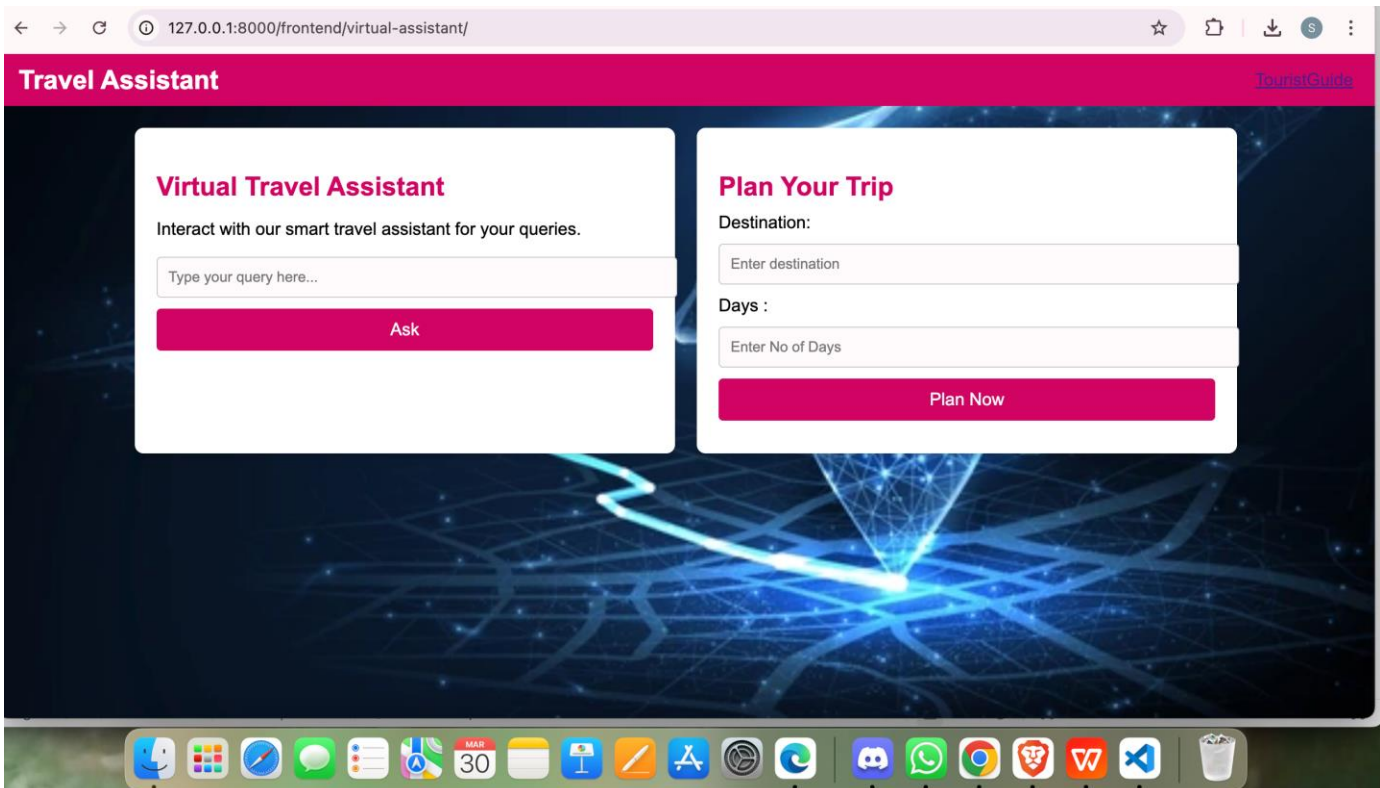 127.0.0.1:8000/frontend/virtual-assistant/
S
Travel Assistant
TouristGuide
Virtual Travel Assistant
Interact with our smart travel assistant for your queries.
Type your query here...
Ask
Plan Your Trip
Destination:
Enter destination
Days :
Enter No of Days
Plan Now
MAR
30